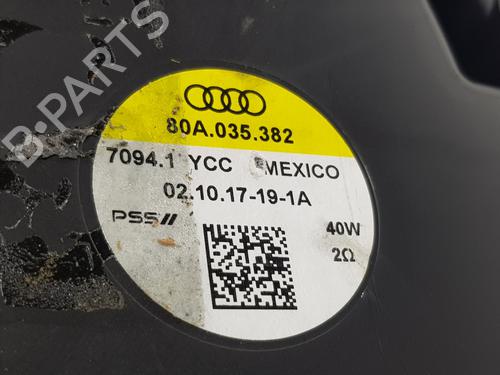 B-PARTS
80A.035.382
7094.1 YCC MEXICO
02.10.17-19-1A
PSS
40W
2Ω